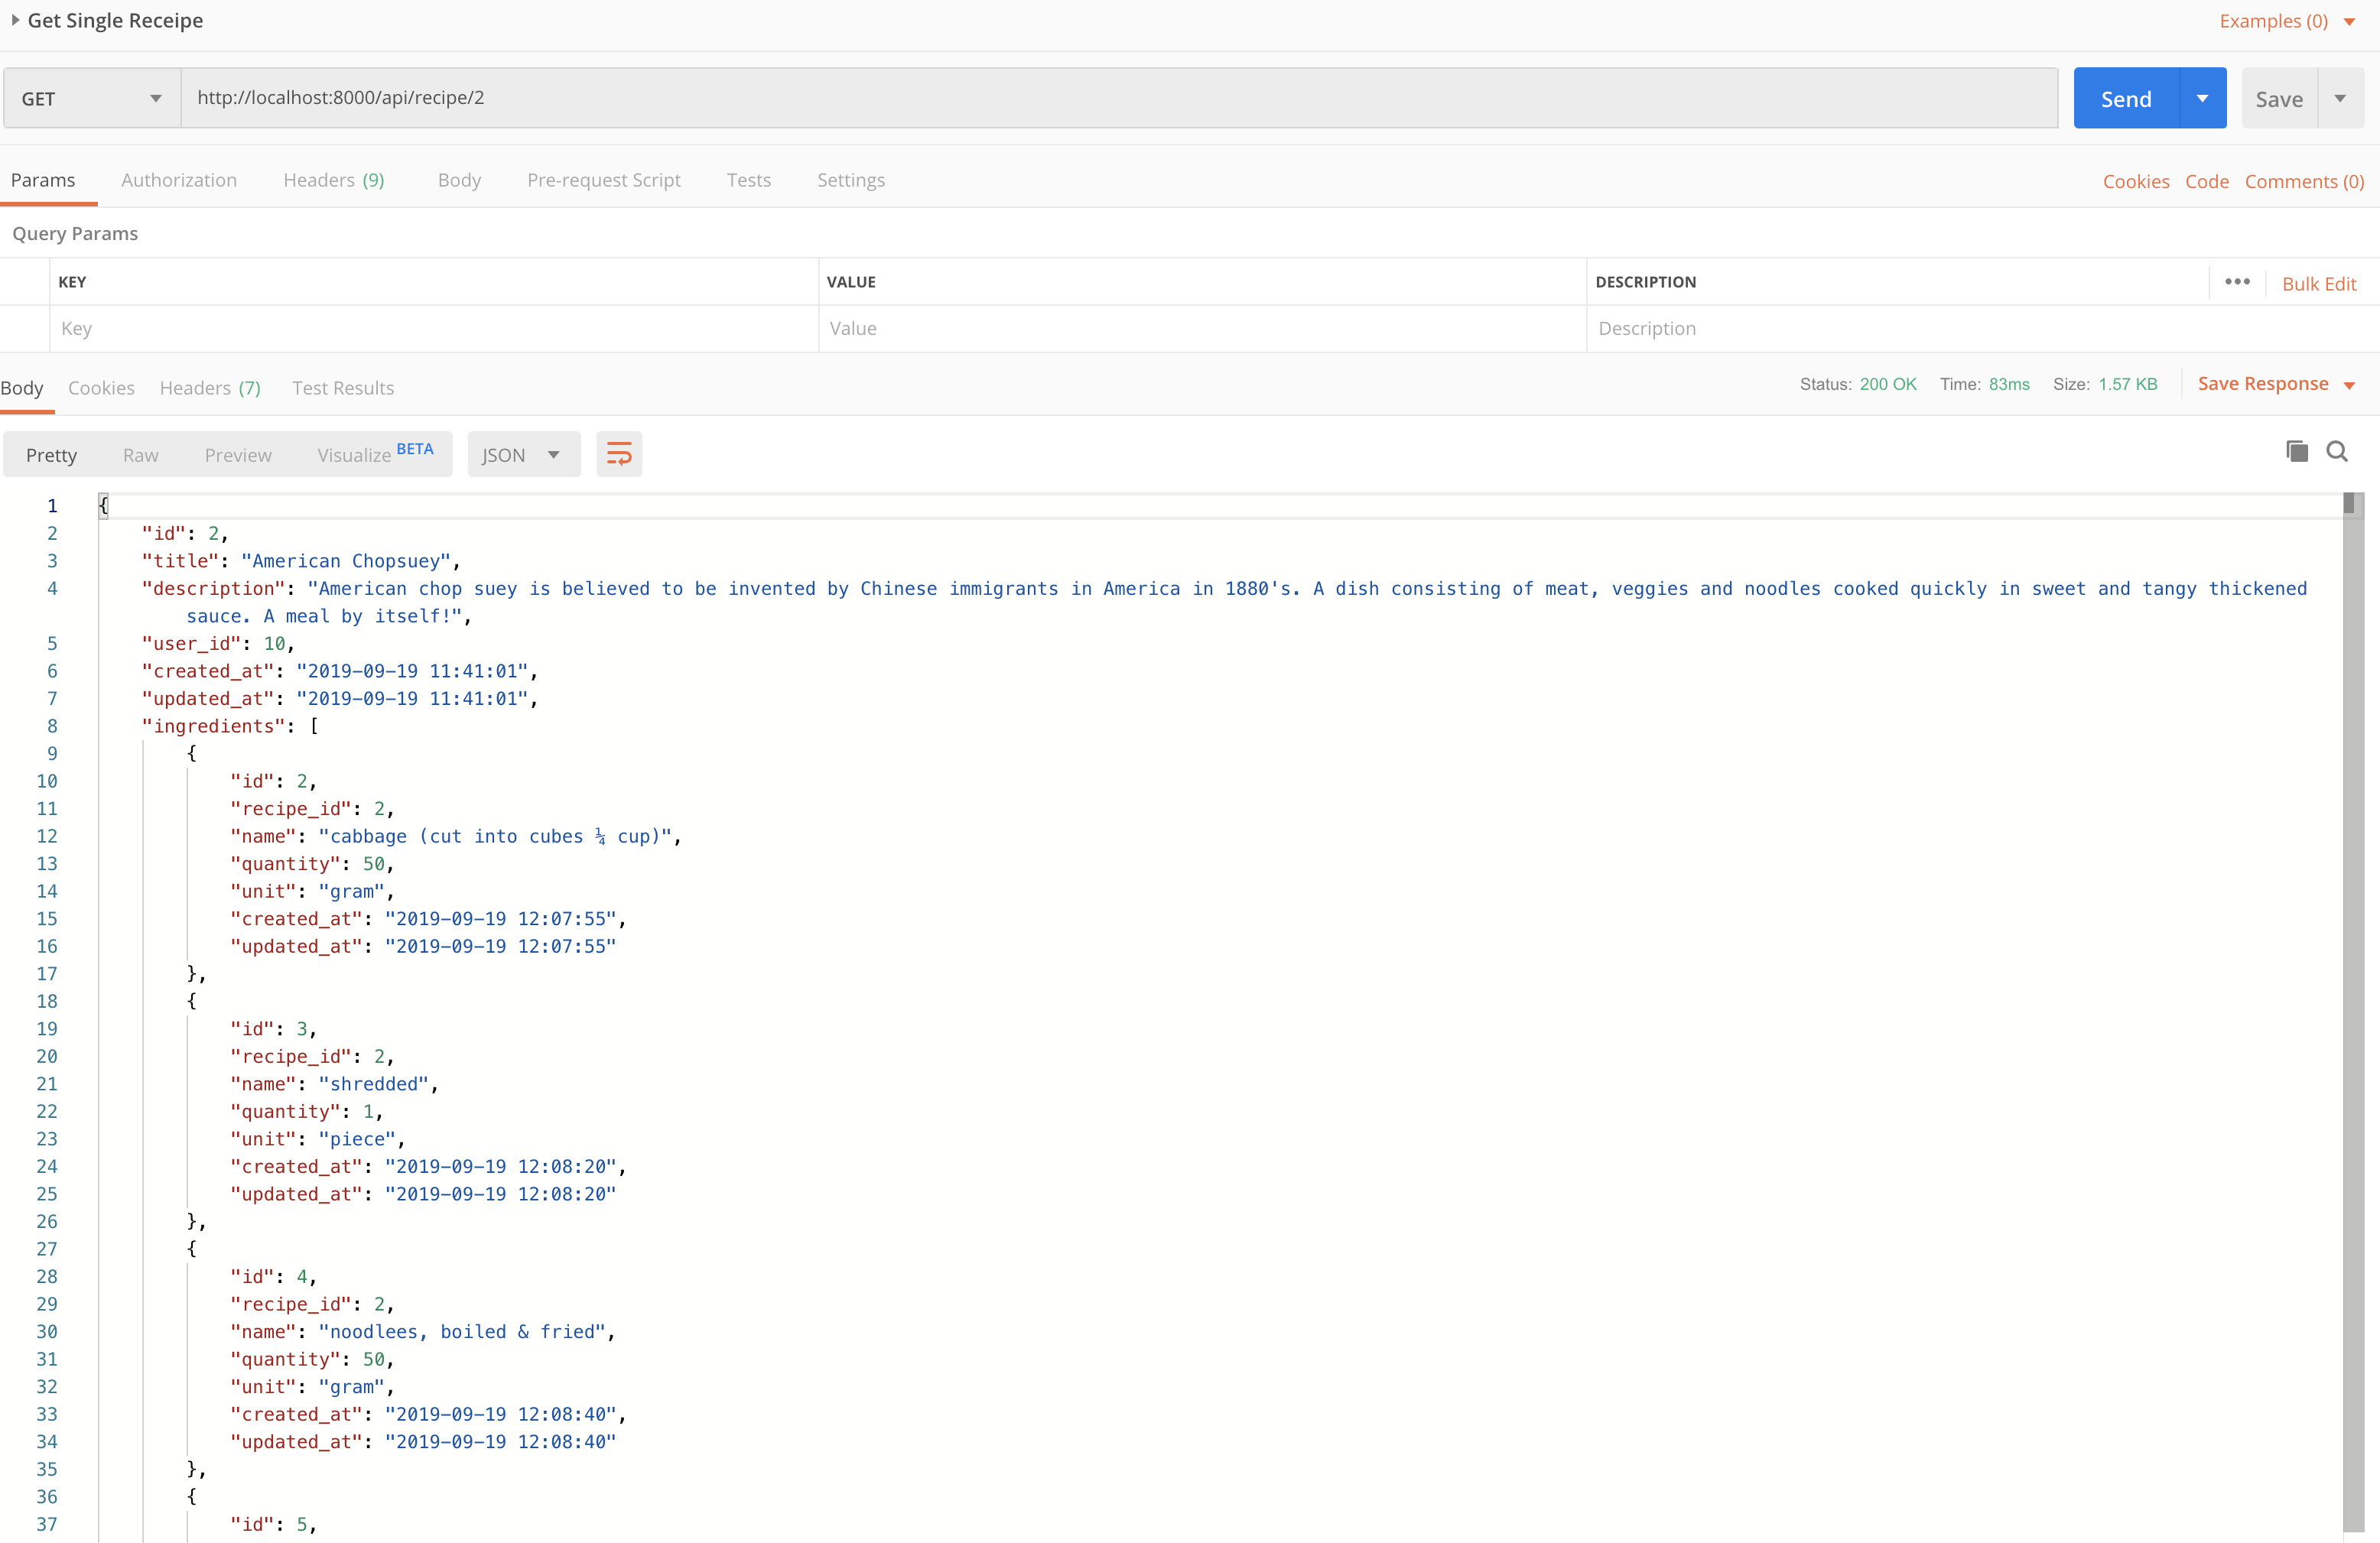 Get Single Receipe
Examples (0)
GET
http://localhost:8000/api/recipe/2
Send
Save
Params Authorization Headers (9) Body Pre-request Script Tests Settings
Cookies Code Comments (0)
Query Params
KEY VALUE DESCRIPTION ••• Bulk Edit
Key Value Description
Body Cookies Headers (7) Test Results
Status: 200 OK Time: 83ms Size: 1.57 KB Save Response
Pretty Raw Preview Visualize BETA JSON
1 {
2 "id": 2,
3 "title": "American Chopsuey",
4 "description": "American chop suey is believed to be invented by Chinese immigrants in America in 1880's. A dish consisting of meat, veggies and noodles cooked quickly in sweet and tangy thickened
sauce. A meal by itself!",
5 "user_id": 10,
6 "created_at": "2019-09-19 11:41:01",
7 "updated_at": "2019-09-19 11:41:01",
8 "ingredients": [
9 {
10 "id": 2,
11 "recipe_id": 2,
12 "name": "cabbage (cut into cubes ¼ cup)",
13 "quantity": 50,
14 "unit": "gram",
15 "created_at": "2019-09-19 12:07:55",
16 "updated_at": "2019-09-19 12:07:55"
17 },
18 {
19 "id": 3,
20 "recipe_id": 2,
21 "name": "shredded",
22 "quantity": 1,
23 "unit": "piece",
24 "created_at": "2019-09-19 12:08:20",
25 "updated_at": "2019-09-19 12:08:20"
26 },
27 {
28 "id": 4,
29 "recipe_id": 2,
30 "name": "noodlees, boiled & fried",
31 "quantity": 50,
32 "unit": "gram",
33 "created_at": "2019-09-19 12:08:40",
34 "updated_at": "2019-09-19 12:08:40"
35 },
36 {
37 "id": 5,